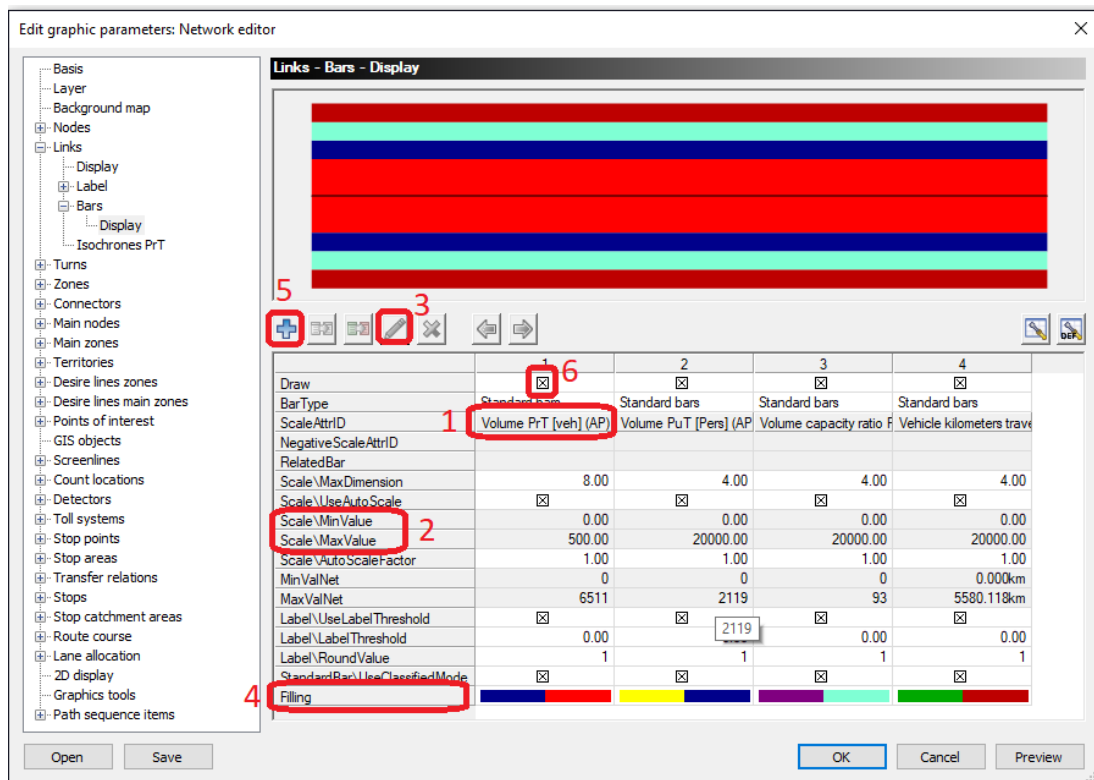 Edit graphic parameters: Network editor
Basis
Layer
Background map
Nodes
Links
Display
Label
Bars
Display
Isochrones PrT
Turns
Zones
Connectors
Main nodes
Main zones
Territories
Desire lines zones
Desire lines main zones
Points of interest
GIS objects
Screenlines
Count locations
Detectors
Toll systems
Stop points
Stop areas
Transfer relations
Stops
Stop catchment areas
Route course
Lane allocation
2D display
Graphics tools
Path sequence items
Links - Bars - Display
5
3
DEF
1 2 3 4
6
Draw
BarType Standard bars Standard bars Standard bars Standard bars
1
ScaleAttrID Volume PrT [veh] (AP) Volume PuT [Pers] (AP Volume capacity ratio F Vehicle kilometers trave
NegativeScaleAttrID
RelatedBar
Scale\MaxDimension 8.00 4.00 4.00 4.00
Scale\UseAutoScale
2
Scale\MinValue 0.00 0.00 0.00 0.00
Scale\MaxValue 500.00 20000.00 20000.00 20000.00
Scale\AutoScaleFactor 1.00 1.00 1.00 1.00
MinValNet 0 0 0 0.000km
MaxValNet 6511 2119 93 5580.118km
Label\UseLabelThreshold
2119
Label\LabelThreshold 0.00 0.00 0.00
Label\RoundValue 1 1 1 1
StandardBar\UseClassifiedMode
4
Filling
Open Save OK Cancel Preview